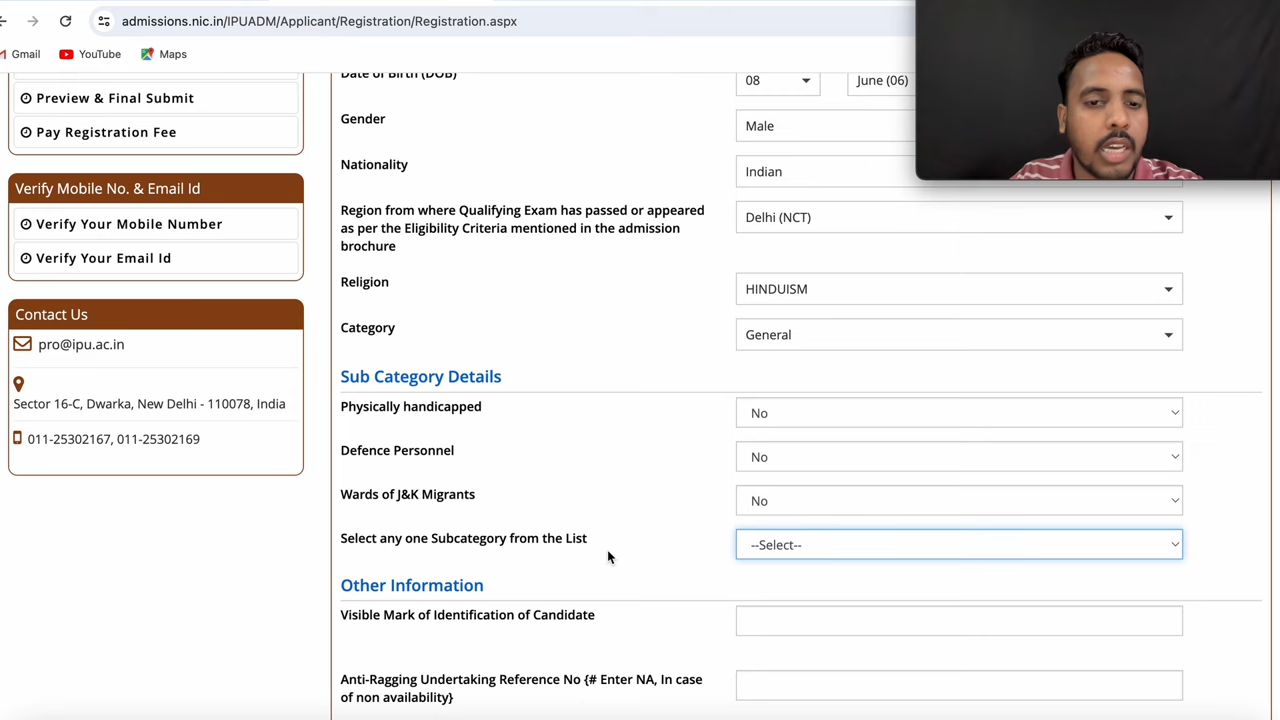 admissions.nic.in/IPUADM/Applicant/Registration/Registration.aspx
Gmail YouTube Maps
Preview & Final Submit
Pay Registration Fee
Verify Mobile No. & Email Id
Verify Your Mobile Number
Verify Your Email Id
Contact Us
pro@ipu.ac.in
Sector 16-C, Dwarka, New Delhi - 110078, India
011-25302167, 011-25302169
Date of Birth (DOB) 08 June (06)
Gender Male
Nationality Indian
Region from where Qualifying Exam has passed or appeared
as per the Eligibility Criteria mentioned in the admission
brochure
Delhi (NCT)
Religion HINDUISM
Category General
Sub Category Details
Physically handicapped No
Defence Personnel No
Wards of J&K Migrants No
Select any one Subcategory from the List --Select--
Other Information
Visible Mark of Identification of Candidate
Anti-Ragging Undertaking Reference No {# Enter NA, In case
of non availability}